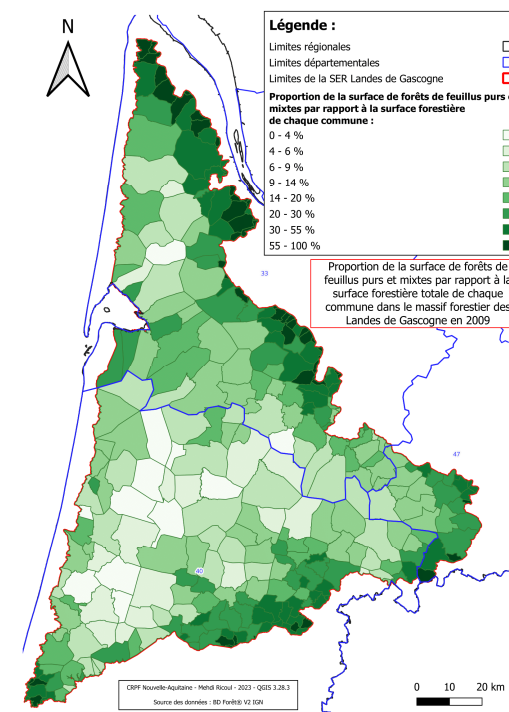 N
Légende :
Limites régionales
Limites départementales
Limites de la SER Landes de Gascogne
Proportion de la surface de forêts de feuillus purs
mixtes par rapport à la surface forestière
de chaque commune :
0 - 4 %
4 - 6 %
6 - 9 %
9 - 14 %
14 - 20 %
20 - 30 %
30 - 55 %
55 - 100 %
Proportion de la surface de forêts de
feuillus purs et mixtes par rapport à la
surface forestière totale de chaque
commune dans le massif forestier des
Landes de Gascogne en 2009
33
47
40
CRPF Nouvelle-Aquitaine - Mehdi Ricoul - 2023 - QGIS 3.28.3
Source des données : BD Forêt® V2 IGN
0 10 20 km